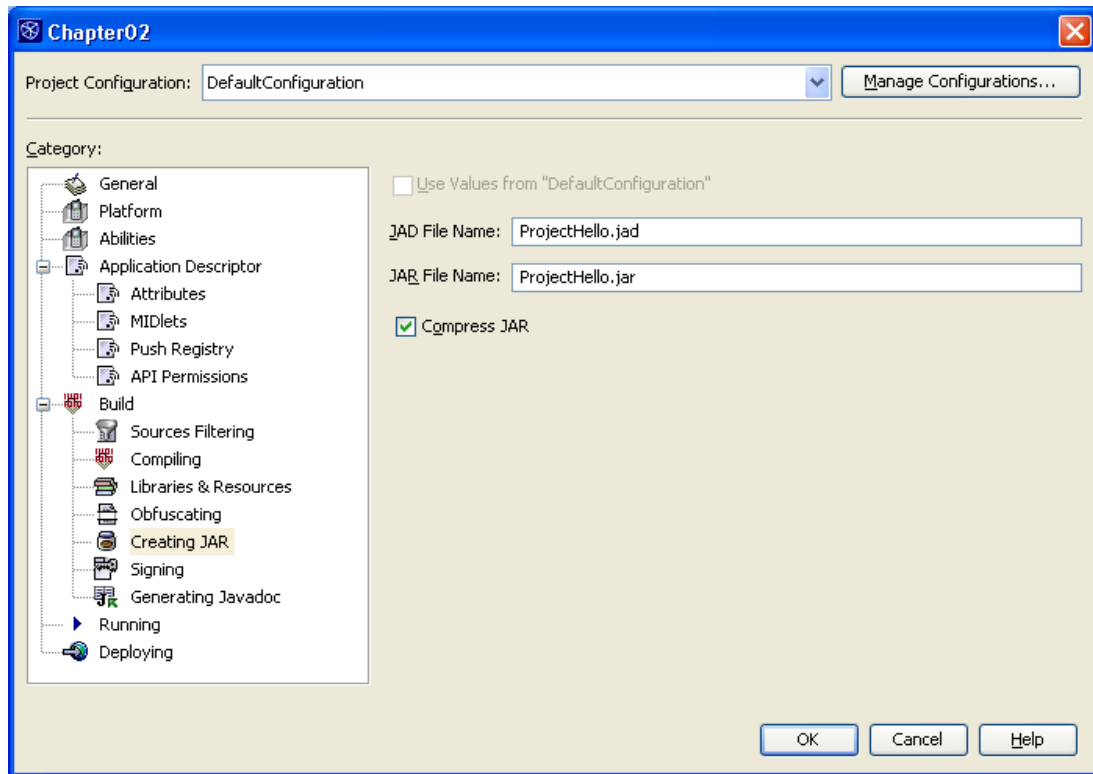 Chapter02
Project Configuration: DefaultConfiguration Manage Configurations...
Category:
General
Platform
Abilities
Application Descriptor
Attributes
MIDlets
Push Registry
API Permissions
Build
Sources Filtering
Compiling
Libraries & Resources
Obfuscating
Creating JAR
Signing
Generating Javadoc
Running
Deploying
Use Values from "DefaultConfiguration"
JAD File Name: ProjectHello.jad
JAR File Name: ProjectHello.jar
Compress JAR
OK Cancel Help